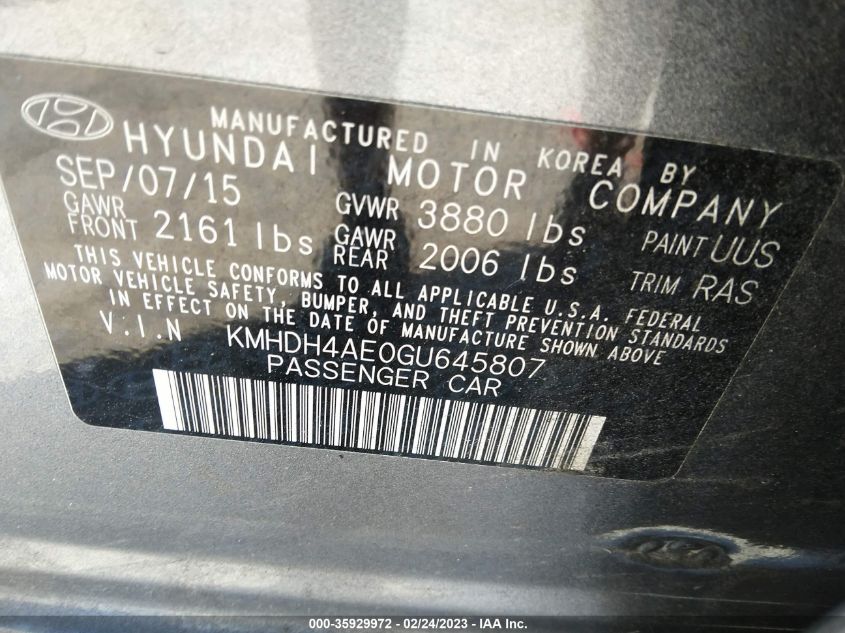 MANUFACTURED IN KOREA BY
HYUNDAI MOTOR COMPANY
SEP/07/15 GVWR 3880 lbs PAINT UUS
GAWR FRONT 2161 lbs GAWR REAR 2006 lbs TRIM RAS
THIS VEHICLE CONFORMS TO ALL APPLICABLE U.S.A. FEDERAL
MOTOR VEHICLE SAFETY, BUMPER, AND THEFT PREVENTION STANDARDS
IN EFFECT ON THE DATE OF MANUFACTURE SHOWN ABOVE
V.I.N KMHDH4AE0GU645807
PASSENGER CAR
000-35929972 - 02/24/2023 - IAA Inc.